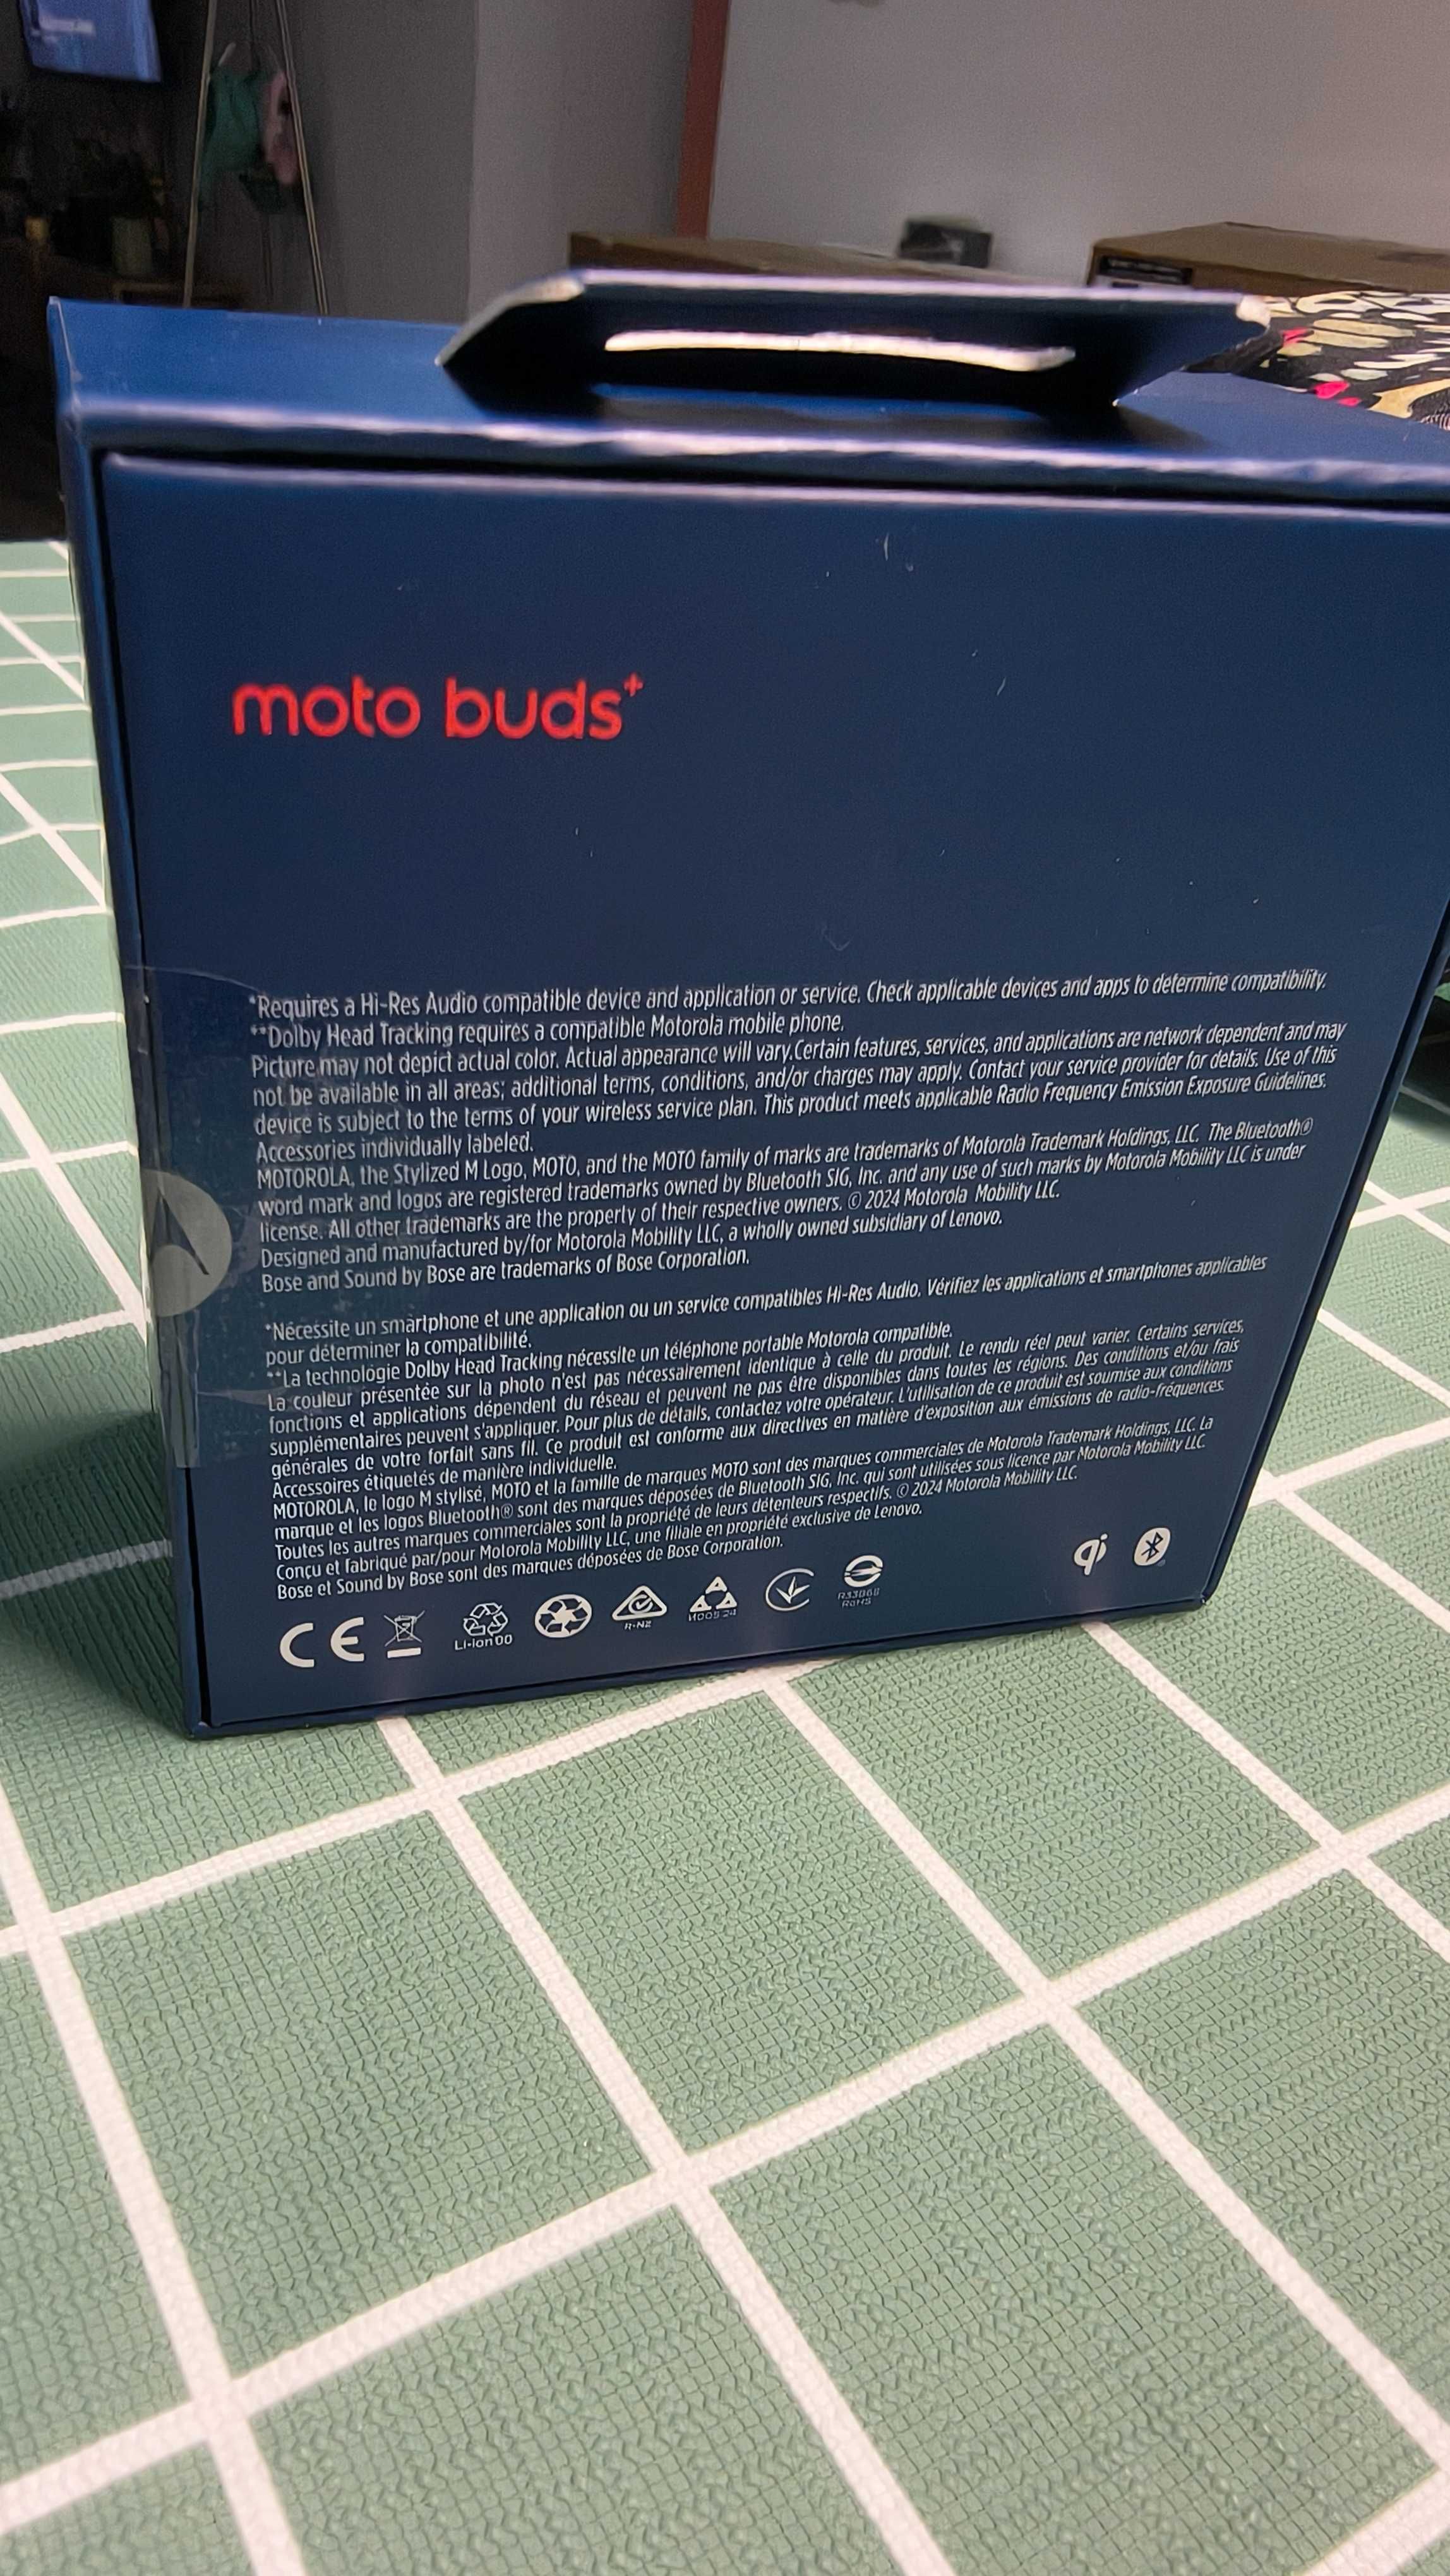 moto buds+
*Requires a Hi-Res Audio compatible device and application or service. Check applicable devices and apps to determine compatibility.
**Dolby Head Tracking requires a compatible Motorola mobile phone.
Picture may not depict actual color. Actual appearance will vary.Certain features, services, and applications are network dependent and may
not be available in all areas; additional terms, conditions, and/or charges may apply. Contact your service provider for details. Use of this
device is subject to the terms of your wireless service plan. This product meets applicable Radio Frequency Emission Exposure Guidelines.
Accessories individually labeled.
MOTOROLA, the Stylized M Logo, MOTO, and the MOTO family of marks are trademarks of Motorola Trademark Holdings, LLC. The Bluetooth®
word mark and logos are registered trademarks owned by Bluetooth SIG, Inc. and any use of such marks by Motorola Mobility LLC is under
license. All other trademarks are the property of their respective owners. © 2024 Motorola Mobility LLC.
Designed and manufactured by/for Motorola Mobility LLC, a wholly owned subsidiary of Lenovo.
Bose and Sound by Bose are trademarks of Bose Corporation.
*Nécessite un smartphone et une application ou un service compatibles Hi-Res Audio. Vérifiez les applications et smartphones applicables
pour déterminer la compatibilité.
**La technologie Dolby Head Tracking nécessite un téléphone portable Motorola compatible.
La couleur présentée sur la photo n'est pas nécessairement identique à celle du produit. Le rendu réel peut varier. Certains services,
fonctions et applications dépendent du réseau et peuvent ne pas être disponibles dans toutes les régions. Des conditions et/ou frais
supplémentaires peuvent s'appliquer. Pour plus de détails, contactez votre opérateur. L'utilisation de ce produit est soumise aux conditions
générales de votre forfait sans fil. Ce produit est conforme aux directives en matière d'exposition aux émissions de radio-fréquences.
Accessoires étiquetés de manière individuelle.
MOTOROLA, le logo M stylisé, MOTO et la famille de marques MOTO sont des marques commerciales de Motorola Trademark Holdings, LLC. La
marque et les logos Bluetooth® sont des marques déposées de Bluetooth SIG, Inc. qui sont utilisées sous licence par Motorola Mobility LLC.
Toutes les autres marques commerciales sont la propriété de leurs détenteurs respectifs. © 2024 Motorola Mobility LLC.
Conçu et fabriqué par/pour Motorola Mobility LLC, une filiale en propriété exclusive de Lenovo.
Bose et Sound by Bose sont des marques déposées de Bose Corporation.
qi
CE
Li-ion 00
R-NZ
R33068
RoHS